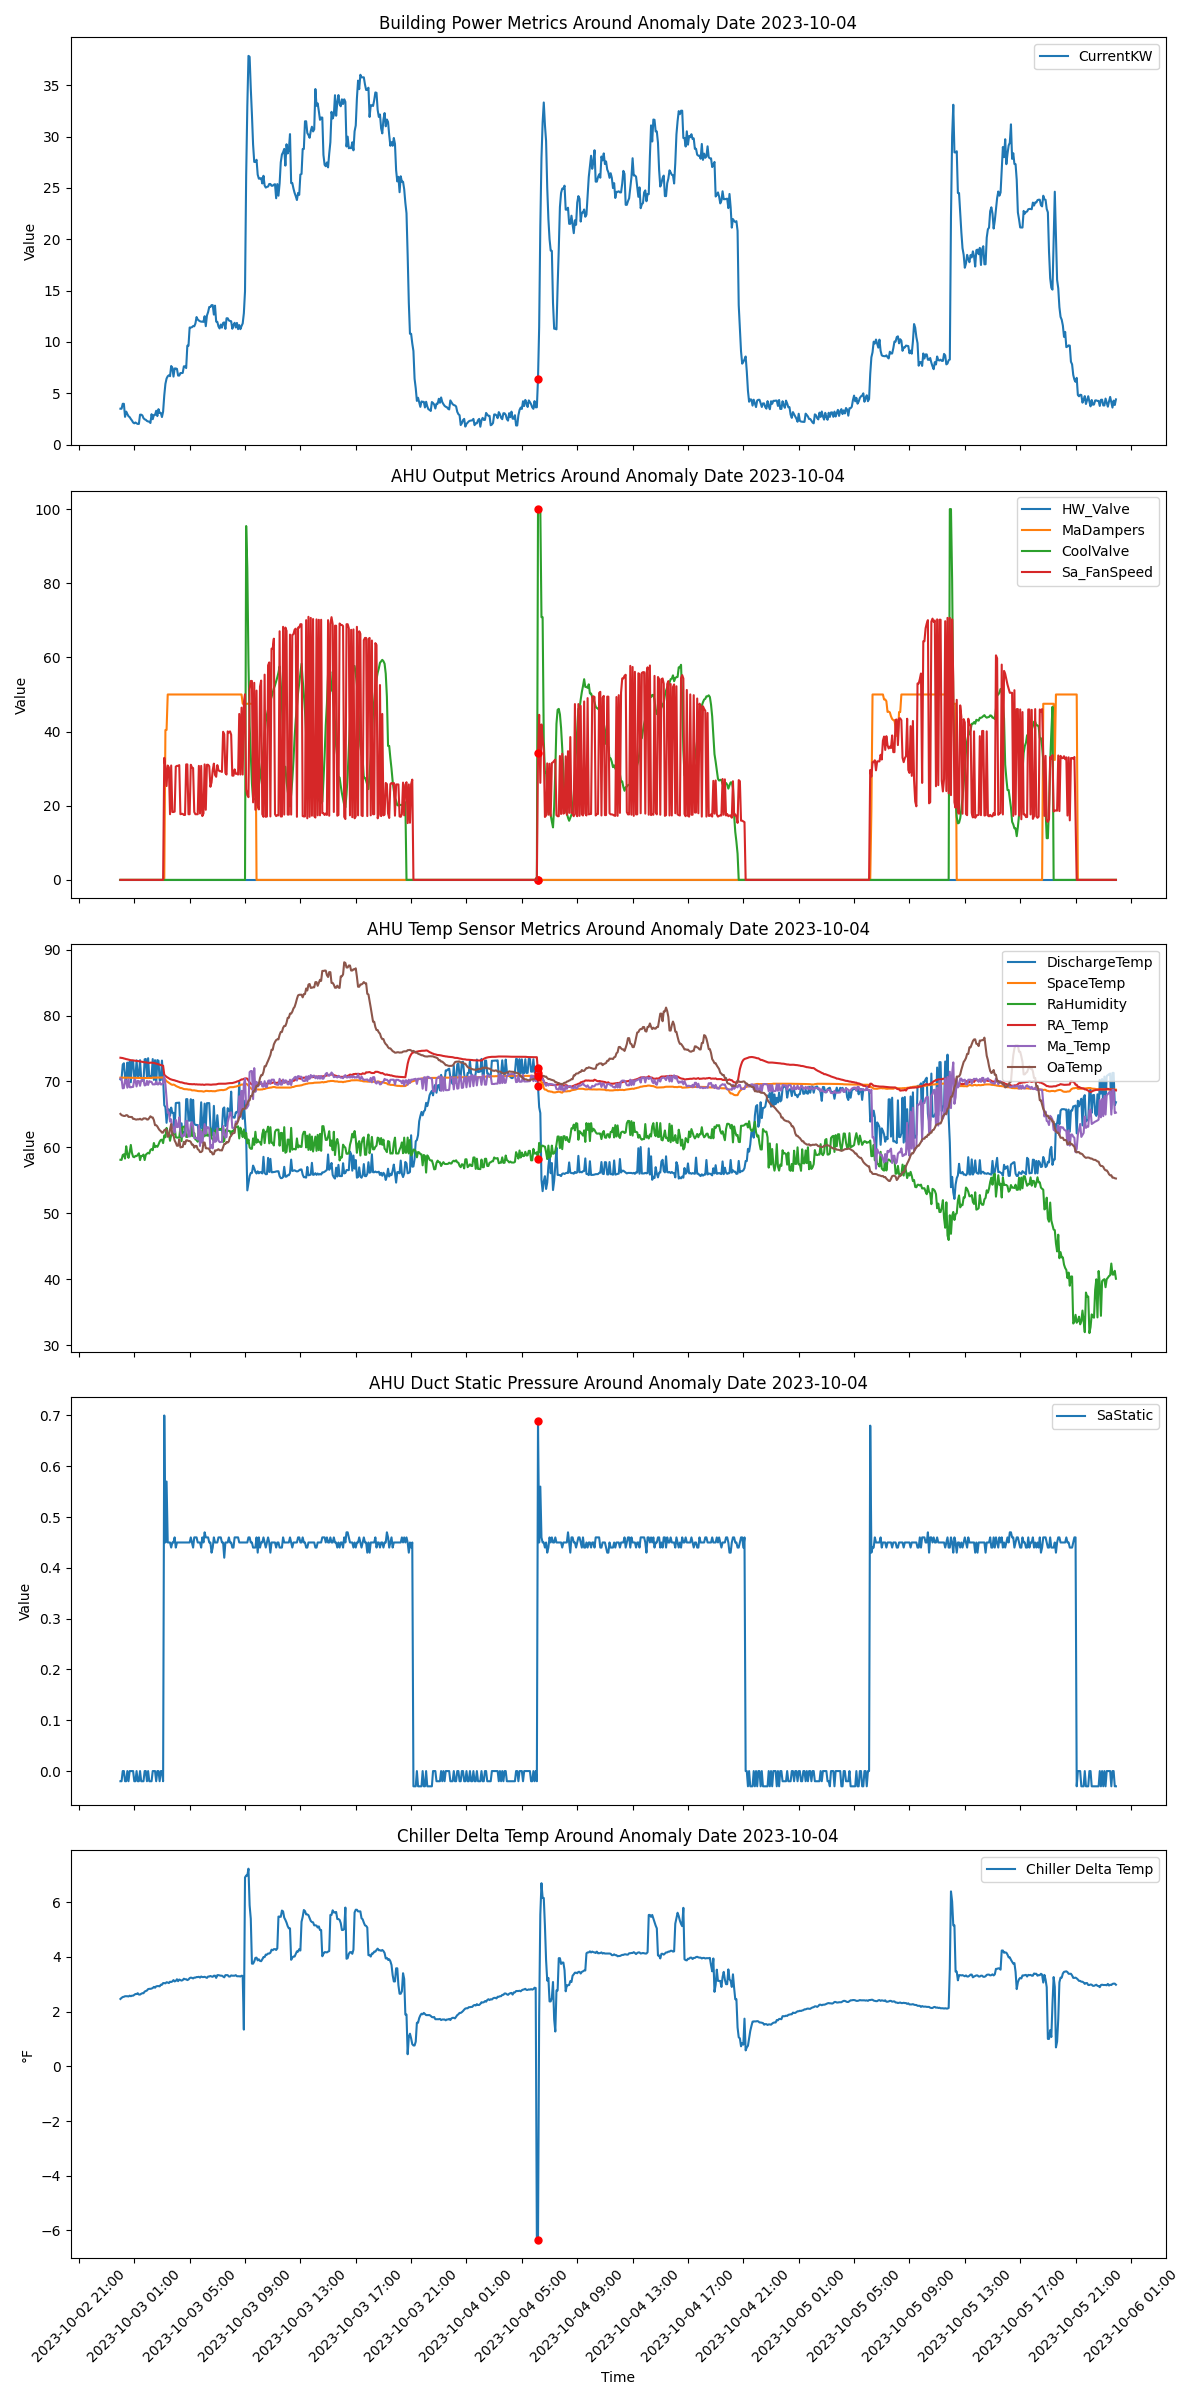 Building Power Metrics Around Anomaly Date 2023-10-04
CurrentKW
35
30
25
20
15
10
5
0
Value
AHU Output Metrics Around Anomaly Date 2023-10-04
HW_Valve
MaDampers
CoolValve
Sa_FanSpeed
100
80
60
40
20
0
Value
AHU Temp Sensor Metrics Around Anomaly Date 2023-10-04
DischargeTemp
SpaceTemp
RaHumidity
RA_Temp
Ma_Temp
OaTemp
90
80
70
60
50
40
30
Value
AHU Duct Static Pressure Around Anomaly Date 2023-10-04
SaStatic
0.7
0.6
0.5
0.4
0.3
0.2
0.1
0.0
Value
Chiller Delta Temp Around Anomaly Date 2023-10-04
Chiller Delta Temp
6
4
2
0
−2
−4
−6
°F
2023-10-02 21:00
2023-10-03 01:00
2023-10-03 05:00
2023-10-03 09:00
2023-10-03 13:00
2023-10-03 17:00
2023-10-03 21:00
2023-10-04 01:00
2023-10-04 05:00
2023-10-04 09:00
2023-10-04 13:00
2023-10-04 17:00
2023-10-04 21:00
2023-10-05 01:00
2023-10-05 05:00
2023-10-05 09:00
2023-10-05 13:00
2023-10-05 17:00
2023-10-05 21:00
2023-10-06 01:00
Time